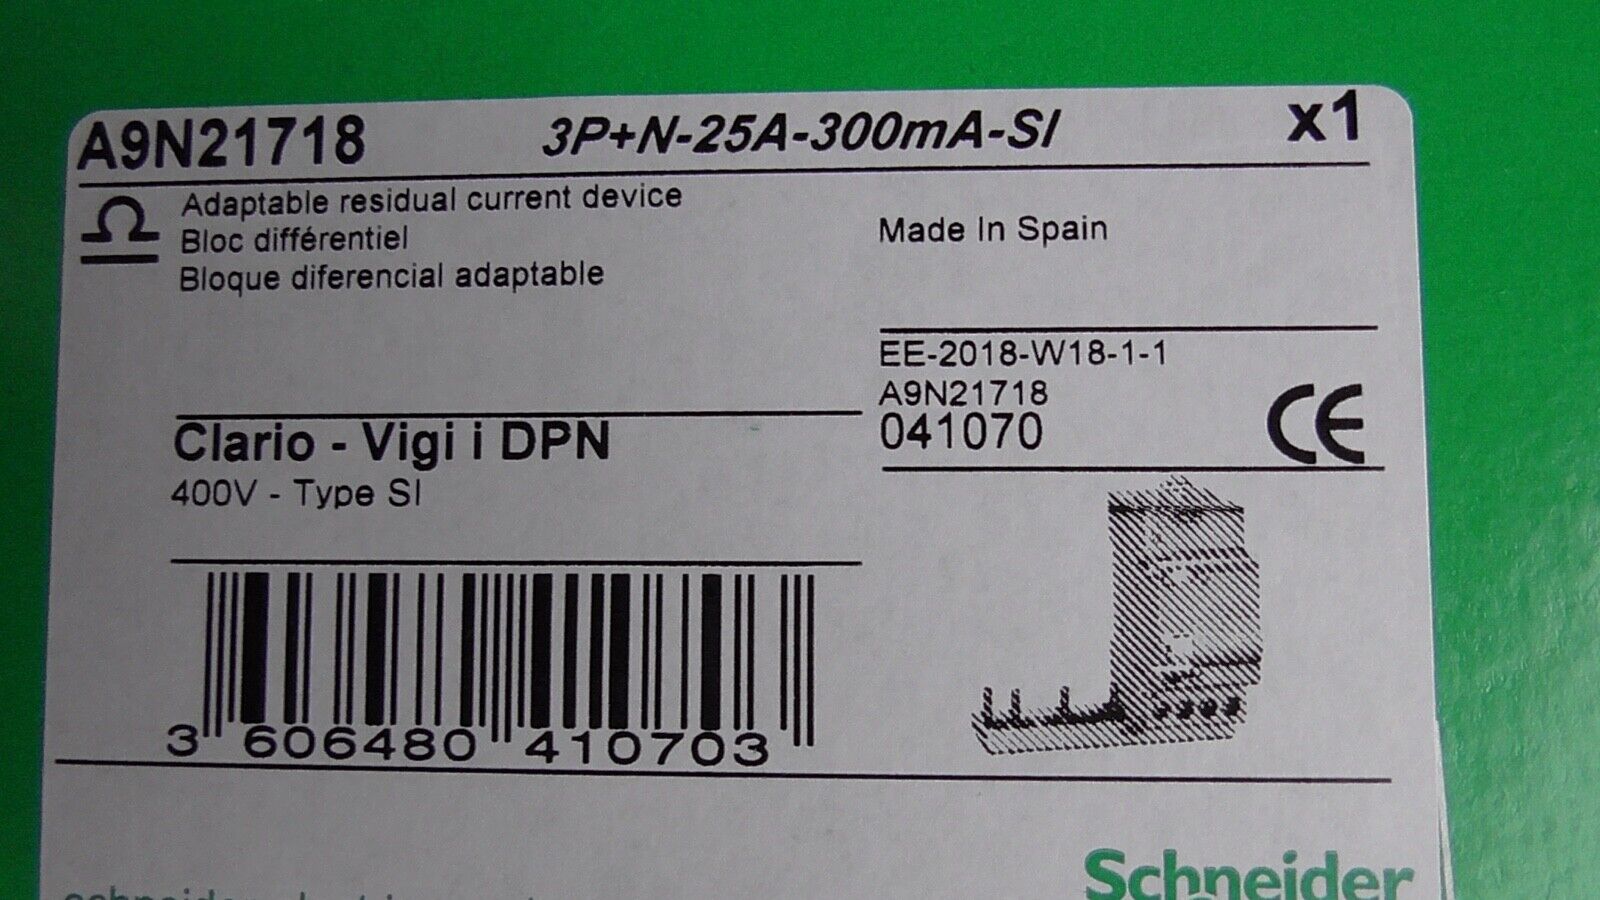 A9N21718 3P+N-25A-300mA-SI x1
Adaptable residual current device
Bloc différentiel
Bloque diferencial adaptable
Made In Spain
EE-2018-W18-1-1
A9N21718
041070
CE
Clario - Vigi i DPN
400V - Type SI
3 606480 410703
Schneider